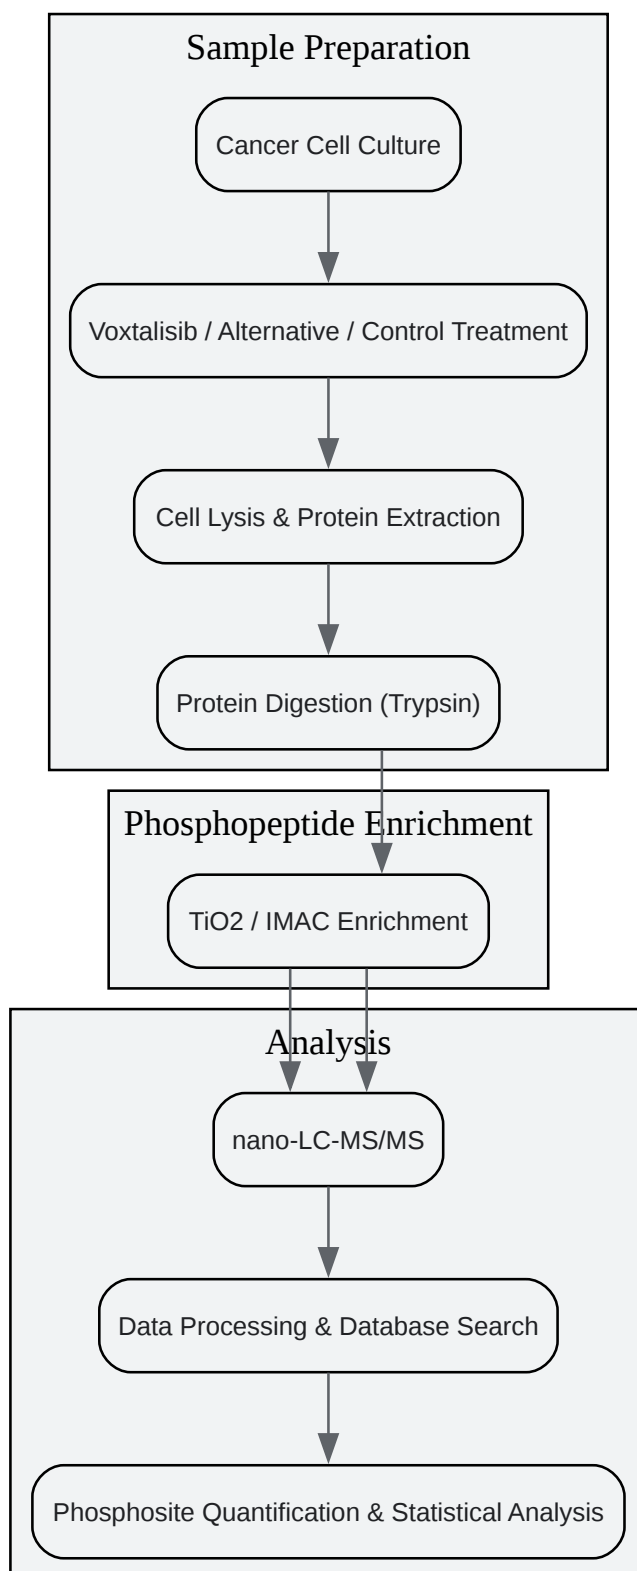 Sample Preparation
Cancer Cell Culture
Voxtalisib / Alternative / Control Treatment
Cell Lysis & Protein Extraction
Protein Digestion (Trypsin)
Phosphopeptide Enrichment
TiO2 / IMAC Enrichment
Analysis
nano-LC-MS/MS
Data Processing & Database Search
Phosphosite Quantification & Statistical Analysis